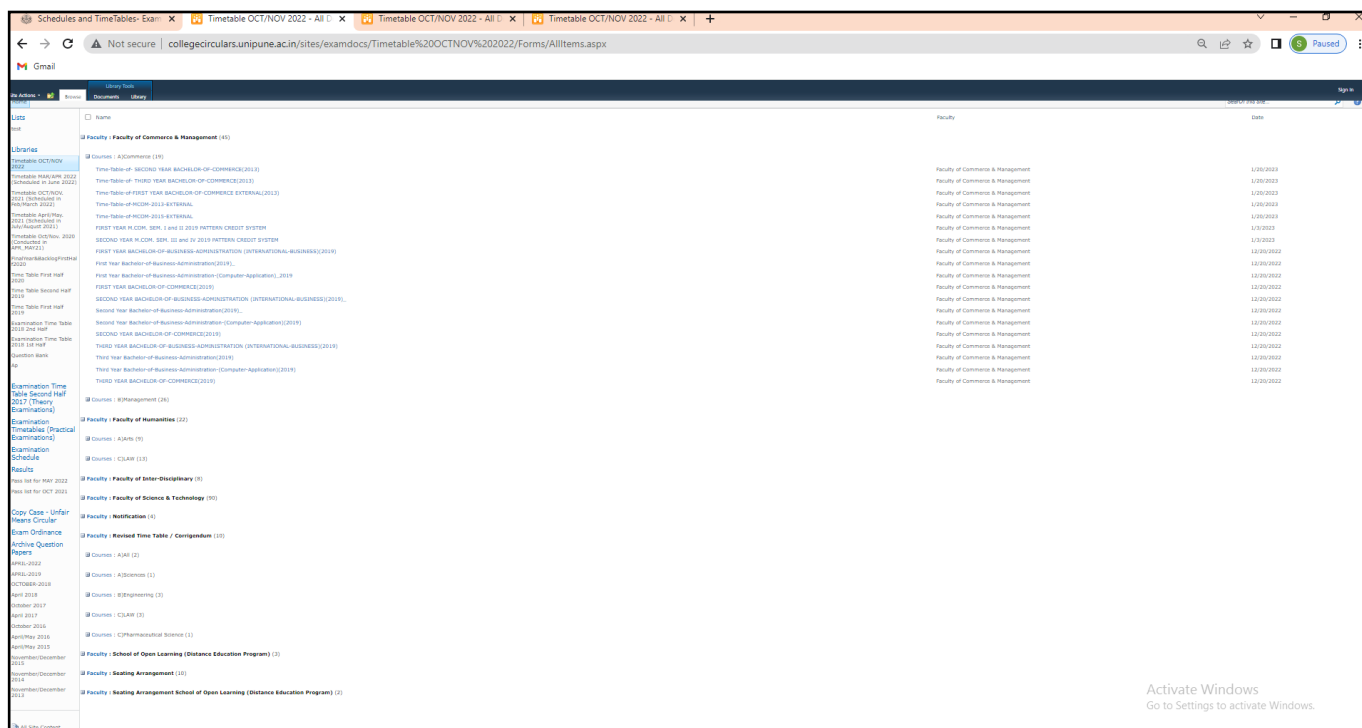 Schedules and TimeTables- Exam
Timetable OCT/NOV 2022 - All D
Timetable OCT/NOV 2022 - All D
Timetable OCT/NOV 2022 - All D
Not secure | collegecirculars.unipune.ac.in/sites/examdocs/Timetable%20OCTNOV%202022/Forms/AllItems.aspx
S Paused
Gmail
Library Tools
Site Actions
Browse
Documents
Library
Sign In
Search this site...
Lists
test
Libraries
Timetable OCT/NOV
2022
Timetable MAR/APR 2022
(Scheduled in June 2022)
Timetable OCT/NOV,
2021 (Scheduled in
Feb/March 2022)
Timetable April/May,
2021 (Scheduled in
July/August 2021)
Timetable Oct/Nov. 2020
(Conducted in
APR_MAY21)
FinalYear&BacklogFirstHal
f2020
Time Table First Half
2020
Time Table Second Half
2019
Time Table First Half
2019
Examination Time Table
2018 2nd Half
Examination Time Table
2018 1st Half
Question Bank
Ap
Examination Time
Table Second Half
2017 (Theory
Examinations)
Examination
Timetables (Practical
Examinations)
Examination
Schedule
Results
Pass list for MAY 2022
Pass list for OCT 2021
Copy Case - Unfair
Means Circular
Exam Ordinance
Archive Question
Papers
APRIL-2022
APRIL-2019
OCTOBER-2018
April 2018
October 2017
April 2017
October 2016
April/May 2016
April/May 2015
November/December
2015
November/December
2014
November/December
2013
All Site Content
Name Faculty Date
Faculty : Faculty of Commerce & Management (45)
Courses : A)Commerce (19)
Time-Table-of- SECOND YEAR BACHELOR-OF-COMMERCE(2013) Faculty of Commerce & Management 1/20/2023
Time-Table-of- THIRD YEAR BACHELOR-OF-COMMERCE(2013) Faculty of Commerce & Management 1/20/2023
Time-Table-of-FIRST YEAR BACHELOR-OF-COMMERCE EXTERNAL(2013) Faculty of Commerce & Management 1/20/2023
Time-Table-of-MCOM-2013-EXTERNAL Faculty of Commerce & Management 1/20/2023
Time-Table-of-MCOM-2015-EXTERNAL Faculty of Commerce & Management 1/20/2023
FIRST YEAR M.COM. SEM. I and II 2019 PATTERN CREDIT SYSTEM Faculty of Commerce & Management 1/3/2023
SECOND YEAR M.COM. SEM. III and IV 2019 PATTERN CREDIT SYSTEM Faculty of Commerce & Management 1/3/2023
FIRST YEAR BACHELOR-OF-BUSINESS-ADMINISTRATION (INTERNATIONAL-BUSINESS)(2019) Faculty of Commerce & Management 12/20/2022
First Year Bachelor-of-Business-Administration(2019)_ Faculty of Commerce & Management 12/20/2022
First Year Bachelor-of-Business-Administration-(Computer-Application)_2019 Faculty of Commerce & Management 12/20/2022
FIRST YEAR BACHELOR-OF-COMMERCE(2019) Faculty of Commerce & Management 12/20/2022
SECOND YEAR BACHELOR-OF-BUSINESS-ADMINISTRATION (INTERNATIONAL-BUSINESS)(2019)_ Faculty of Commerce & Management 12/20/2022
Second Year Bachelor-of-Business-Administration(2019)_ Faculty of Commerce & Management 12/20/2022
Second Year Bachelor-of-Business-Administration-(Computer-Application)(2019) Faculty of Commerce & Management 12/20/2022
SECOND YEAR BACHELOR-OF-COMMERCE(2019) Faculty of Commerce & Management 12/20/2022
THIRD YEAR BACHELOR-OF-BUSINESS-ADMINISTRATION (INTERNATIONAL-BUSINESS)(2019) Faculty of Commerce & Management 12/20/2022
Third Year Bachelor-of-Business-Administration(2019) Faculty of Commerce & Management 12/20/2022
Third Year Bachelor-of-Business-Administration-(Computer-Application)(2019) Faculty of Commerce & Management 12/20/2022
THIRD YEAR BACHELOR-OF-COMMERCE(2019) Faculty of Commerce & Management 12/20/2022
Courses : B)Management (26)
Faculty : Faculty of Humanities (22)
Courses : A)Arts (9)
Courses : C)LAW (13)
Faculty : Faculty of Inter-Disciplinary (8)
Faculty : Faculty of Science & Technology (90)
Faculty : Notification (4)
Faculty : Revised Time Table / Corrigendum (10)
Courses : A)All (2)
Courses : A)Sciences (1)
Courses : B)Engineering (3)
Courses : C)LAW (3)
Courses : C)Pharmaceutical Science (1)
Faculty : School of Open Learning (Distance Education Program) (3)
Faculty : Seating Arrangement (10)
Faculty : Seating Arrangement School of Open Learning (Distance Education Program) (2)
Activate Windows
Go to Settings to activate Windows.